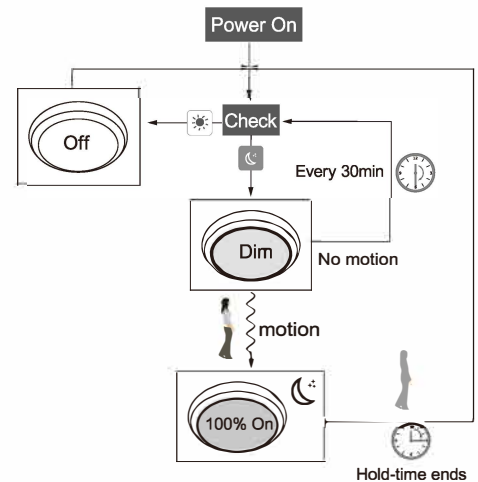 Power On
Check
Off
Every 30min
Dim
No motion
motion
100% On
Hold-time ends